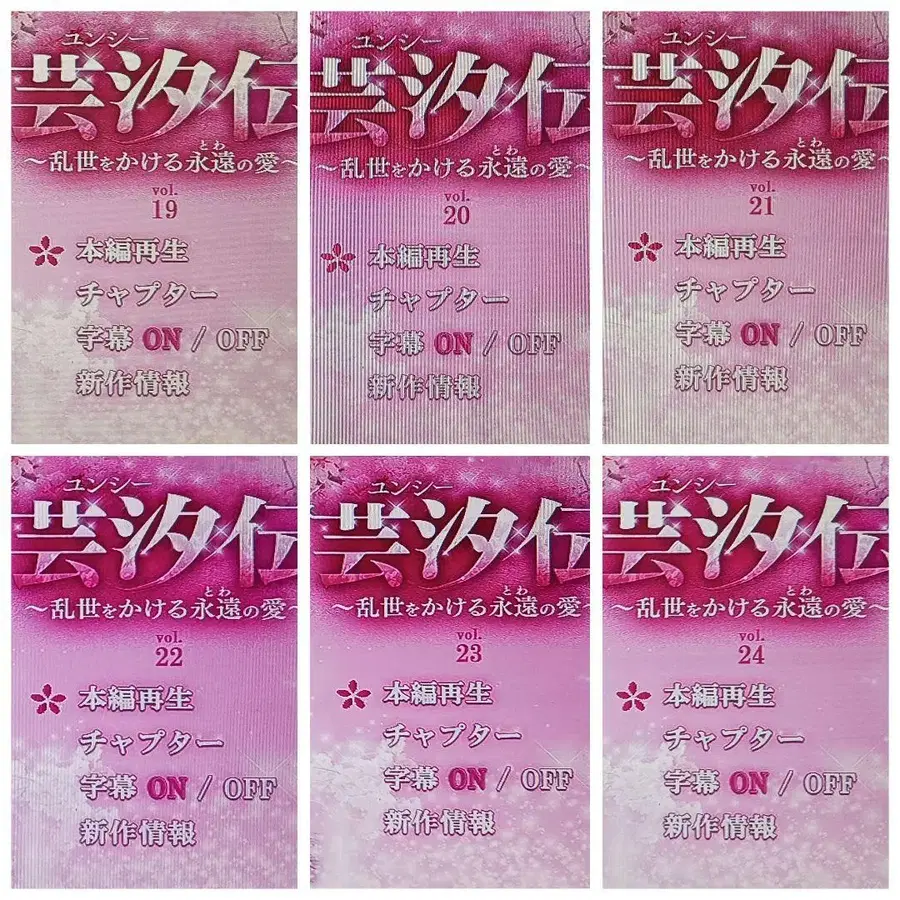 ユンシー
芸汐伝
とわ
～乱世をかける永遠の愛～
vol.
19
本編再生
チャプター
字幕 ON / OFF
新作情報
ユンシー
芸汐伝
とわ
～乱世をかける永遠の愛～
vol.
20
本編再生
チャプター
字幕 ON / OFF
新作情報
ユンシー
芸汐伝
とわ
～乱世をかける永遠の愛～
vol.
21
本編再生
チャプター
字幕 ON / OFF
新作情報
ユンシー
芸汐伝
とわ
～乱世をかける永遠の愛～
vol.
22
本編再生
チャプター
字幕 ON / OFF
新作情報
ユンシー
芸汐伝
とわ
～乱世をかける永遠の愛～
vol.
23
本編再生
チャプター
字幕 ON / OFF
新作情報
ユンシー
芸汐伝
とわ
～乱世をかける永遠の愛～
vol.
24
本編再生
チャプター
字幕 ON / OFF
新作情報